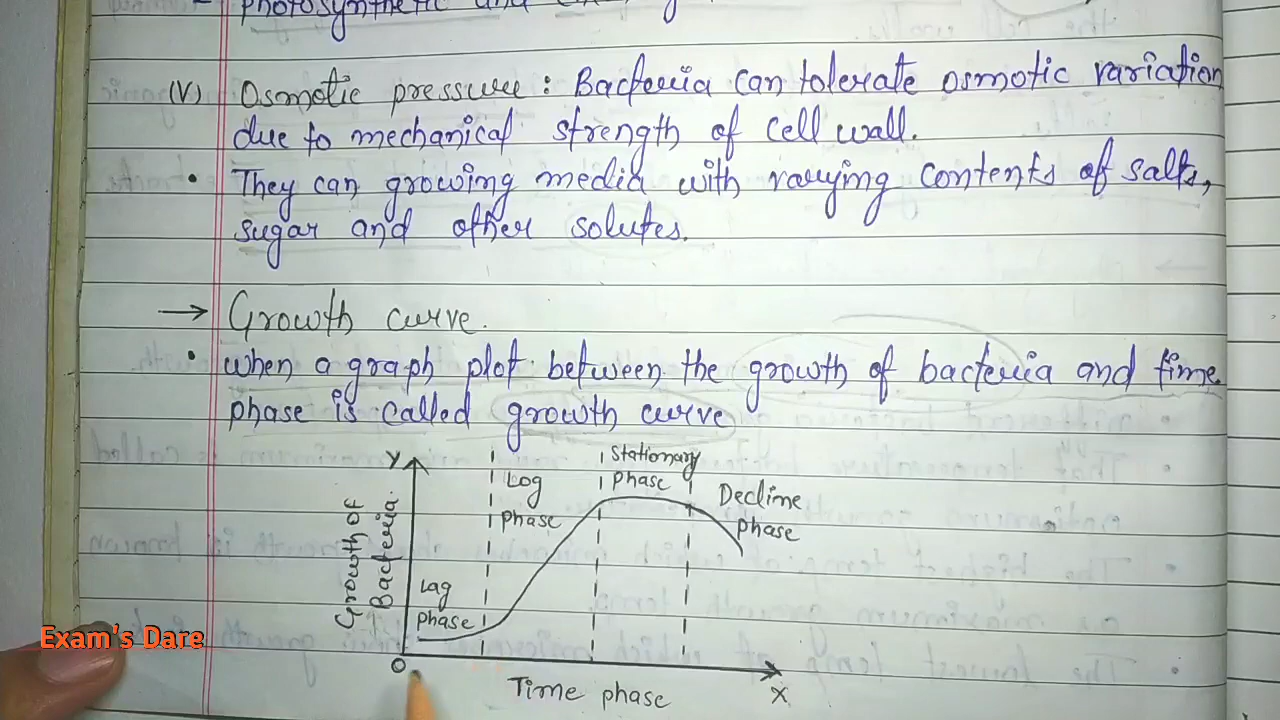 photosynthetic and
(V) Osmotic pressure : Bacteria can tolerate osmotic variation
due to mechanical strength of cell wall.
• They can growing media with varying contents of salts,
sugar and other solutes.
→ Growth curve.
• When a graph plot between the growth of bacteria and time
phase is called growth curve
Y
Stationary
phase
Log
phase
Decline
phase
Growth of
Bacteria.
Lag
phase
Exam's Dare
O
Time phase
X